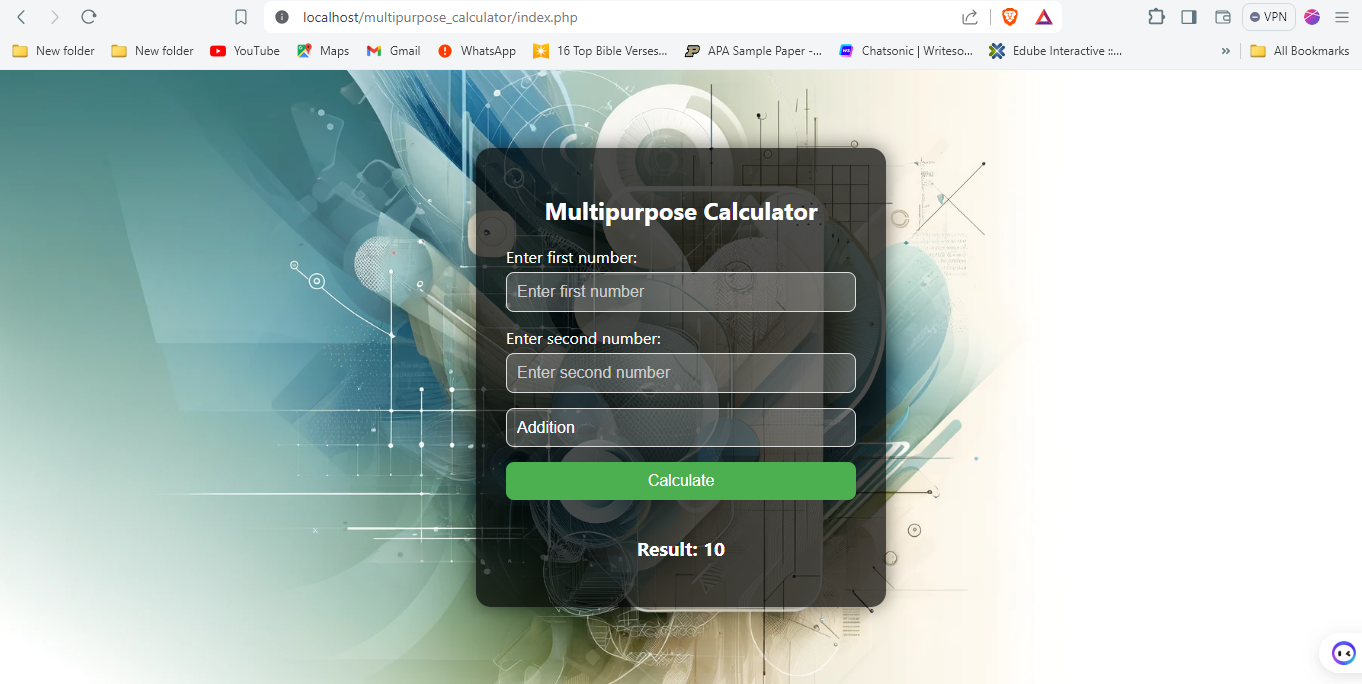 localhost/multipurpose_calculator/index.php
VPN
New folder
New folder
YouTube
Maps
Gmail
WhatsApp
16 Top Bible Verses...
APA Sample Paper -...
Chatsonic | Writeso...
Edube Interactive ::...
»
All Bookmarks
Multipurpose Calculator
Enter first number:
Enter first number
Enter second number:
Enter second number
Addition
Calculate
Result: 10